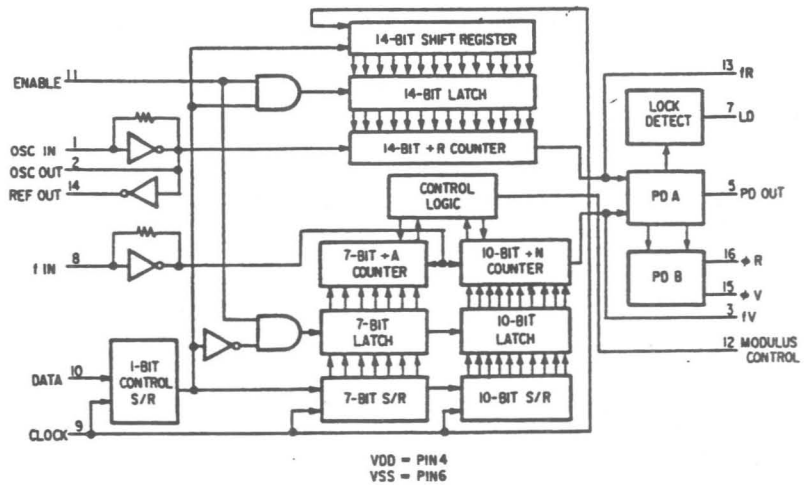 14-BIT SHIFT REGISTER
ENABLE 11
13 fR
14-BIT LATCH
LOCK DETECT
7 LD
OSC IN 1
OSC OUT 2
14-BIT ÷R COUNTER
REF OUT 14
CONTROL LOGIC
PD A
5 PD OUT
f IN 8
7-BIT ÷A COUNTER
10-BIT ÷N COUNTER
PD B
16 ϕR
15 ϕV
3 fV
7-BIT LATCH
10-BIT LATCH
12 MODULUS CONTROL
DATA 10
1-BIT CONTROL S/R
7-BIT S/R
10-BIT S/R
CLOCK 9
VDD = PIN4
VSS = PIN6